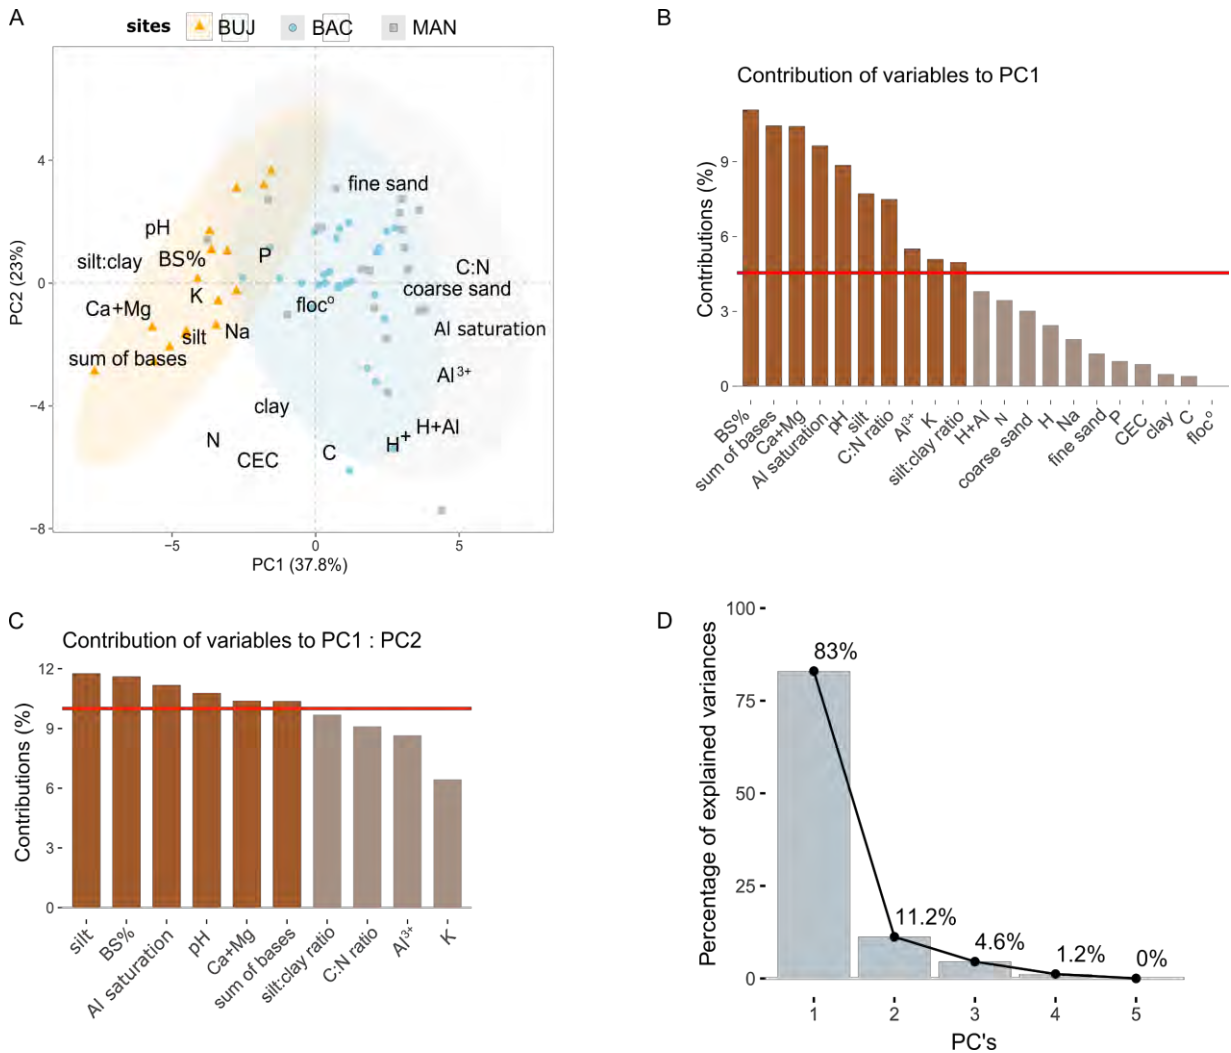 A
sites BUJ BAC MAN
4
0
−4
−8
PC2 (23%)
fine sand
pH
P
silt:clay
BS%
C:N
K
floc°
coarse sand
Ca+Mg
silt
Na
Al saturation
sum of bases
Al³⁺
clay
H+Al
N
H⁺
CEC
C
−5 0 5
PC1 (37.8%)
B
Contribution of variables to PC1
Contributions (%)
9
6
3
0
BS%
sum of bases
Ca+Mg
Al saturation
pH
silt
C:N ratio
Al³⁺
K
silt:clay ratio
H+Al
N
coarse sand
H
Na
fine sand
P
CEC
clay
C
floc°
C
Contribution of variables to PC1 : PC2
Contributions (%)
12
9
6
3
0
silt
BS%
Al saturation
pH
Ca+Mg
sum of bases
silt:clay ratio
C:N ratio
Al³⁺
K
D
Percentage of explained variances
100
75
50
25
0
83%
11.2%
4.6%
1.2%
0%
1 2 3 4 5
PC's